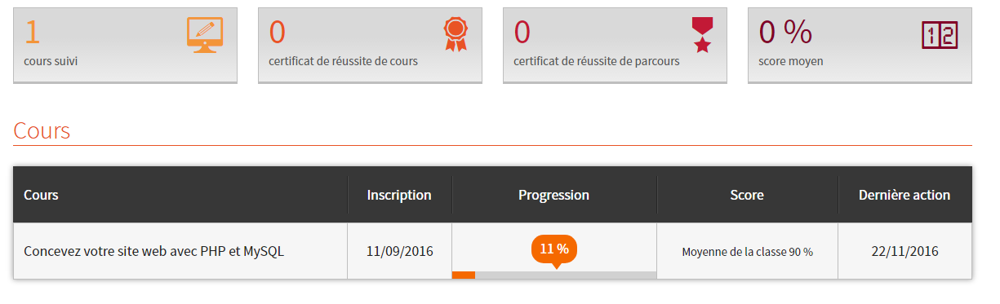 1
cours suivi
0
certificat de réussite de cours
0
certificat de réussite de parcours
0 %
score moyen
12
Cours
Cours Inscription Progression Score Dernière action
Concevez votre site web avec PHP et MySQL 11/09/2016 11 % Moyenne de la classe 90 % 22/11/2016